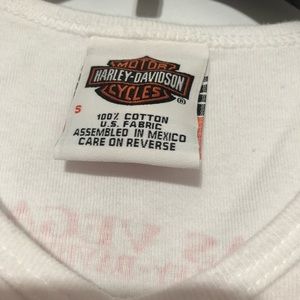 MOTOR
HARLEY-DAVIDSON
CYCLES
®
S
100% COTTON
U.S. FABRIC
ASSEMBLED IN MEXICO
CARE ON REVERSE